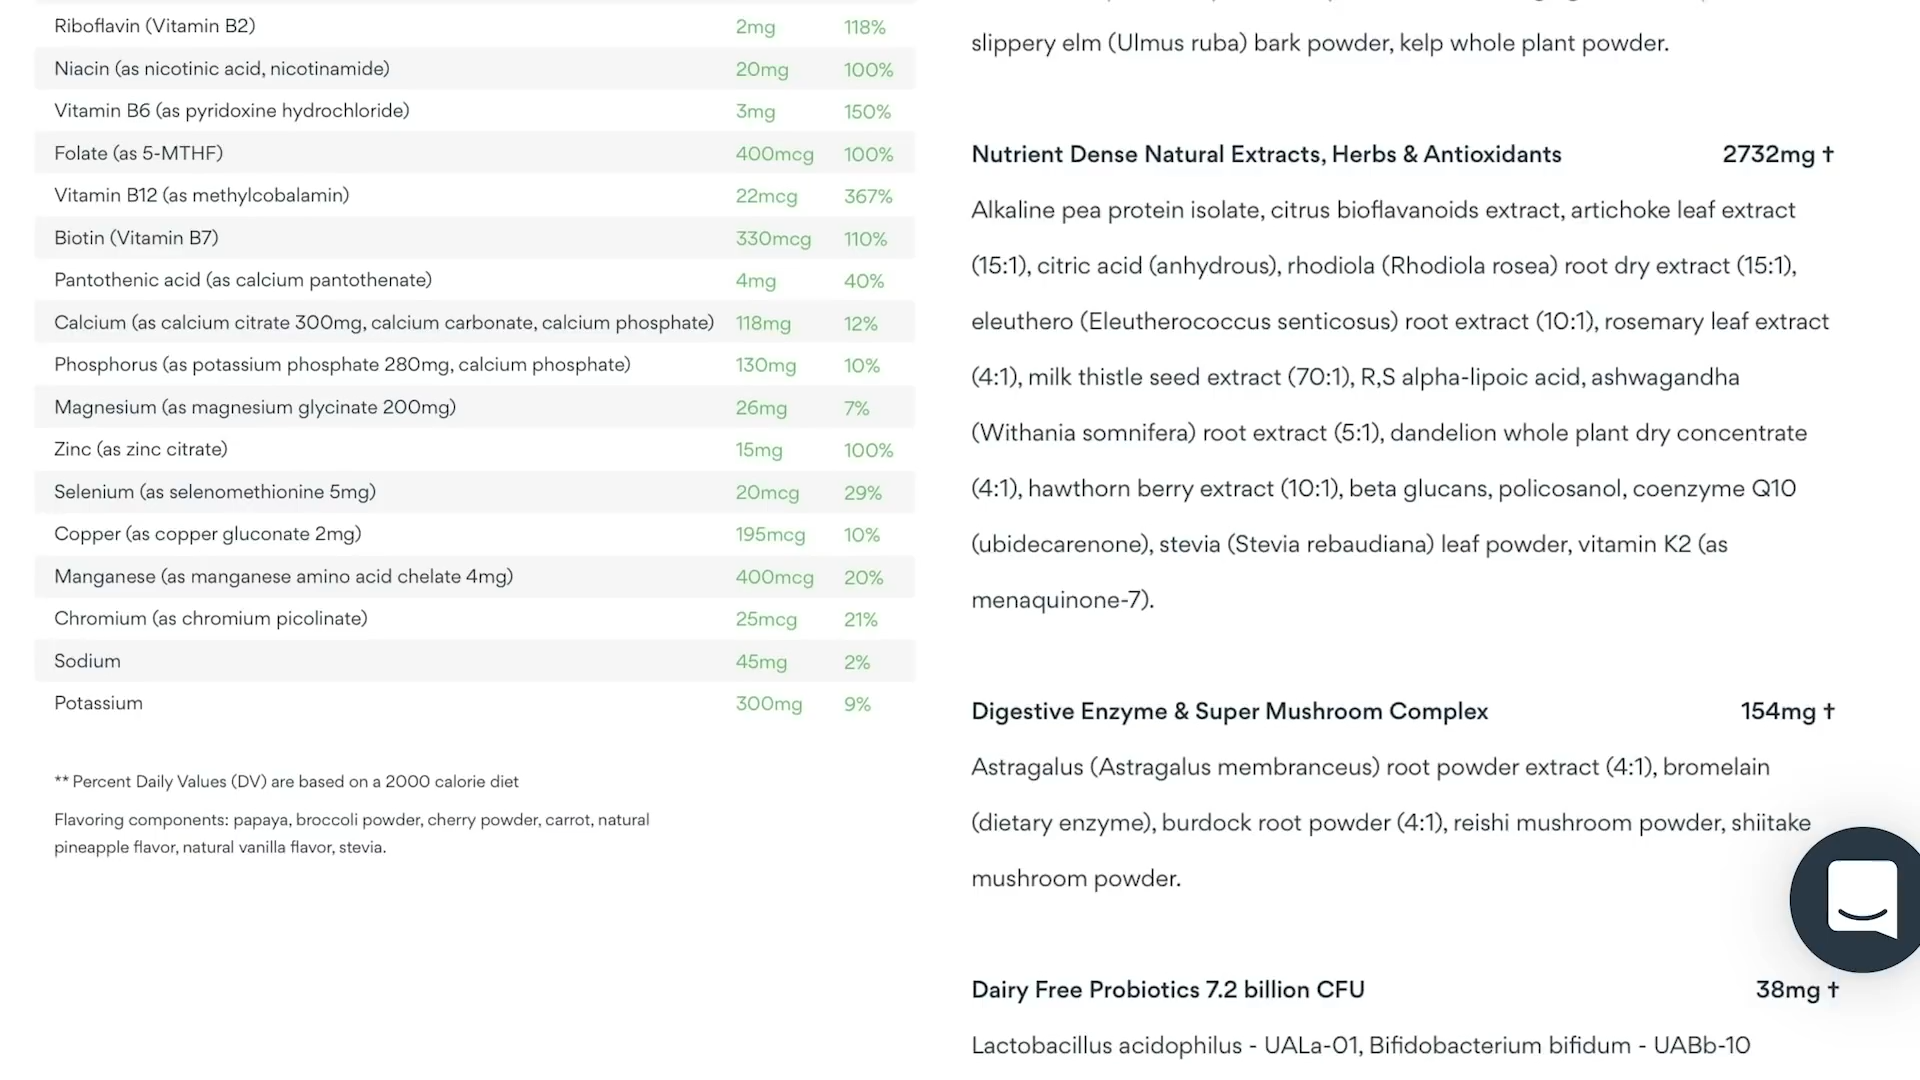 Riboflavin (Vitamin B2) 2mg 118%
Niacin (as nicotinic acid, nicotinamide) 20mg 100%
Vitamin B6 (as pyridoxine hydrochloride) 3mg 150%
Folate (as 5-MTHF) 400mcg 100%
Vitamin B12 (as methylcobalamin) 22mcg 367%
Biotin (Vitamin B7) 330mcg 110%
Pantothenic acid (as calcium pantothenate) 4mg 40%
Calcium (as calcium citrate 300mg, calcium carbonate, calcium phosphate) 118mg 12%
Phosphorus (as potassium phosphate 280mg, calcium phosphate) 130mg 10%
Magnesium (as magnesium glycinate 200mg) 26mg 7%
Zinc (as zinc citrate) 15mg 100%
Selenium (as selenomethionine 5mg) 20mcg 29%
Copper (as copper gluconate 2mg) 195mcg 10%
Manganese (as manganese amino acid chelate 4mg) 400mcg 20%
Chromium (as chromium picolinate) 25mcg 21%
Sodium 45mg 2%
Potassium 300mg 9%
** Percent Daily Values (DV) are based on a 2000 calorie diet
Flavoring components: papaya, broccoli powder, cherry powder, carrot, natural
pineapple flavor, natural vanilla flavor, stevia.
slippery elm (Ulmus ruba) bark powder, kelp whole plant powder.
Nutrient Dense Natural Extracts, Herbs & Antioxidants 2732mg †
Alkaline pea protein isolate, citrus bioflavanoids extract, artichoke leaf extract
(15:1), citric acid (anhydrous), rhodiola (Rhodiola rosea) root dry extract (15:1),
eleuthero (Eleutherococcus senticosus) root extract (10:1), rosemary leaf extract
(4:1), milk thistle seed extract (70:1), R,S alpha-lipoic acid, ashwagandha
(Withania somnifera) root extract (5:1), dandelion whole plant dry concentrate
(4:1), hawthorn berry extract (10:1), beta glucans, policosanol, coenzyme Q10
(ubidecarenone), stevia (Stevia rebaudiana) leaf powder, vitamin K2 (as
menaquinone-7).
Digestive Enzyme & Super Mushroom Complex 154mg †
Astragalus (Astragalus membranceus) root powder extract (4:1), bromelain
(dietary enzyme), burdock root powder (4:1), reishi mushroom powder, shiitake
mushroom powder.
Dairy Free Probiotics 7.2 billion CFU 38mg †
Lactobacillus acidophilus - UALa-01, Bifidobacterium bifidum - UABb-10